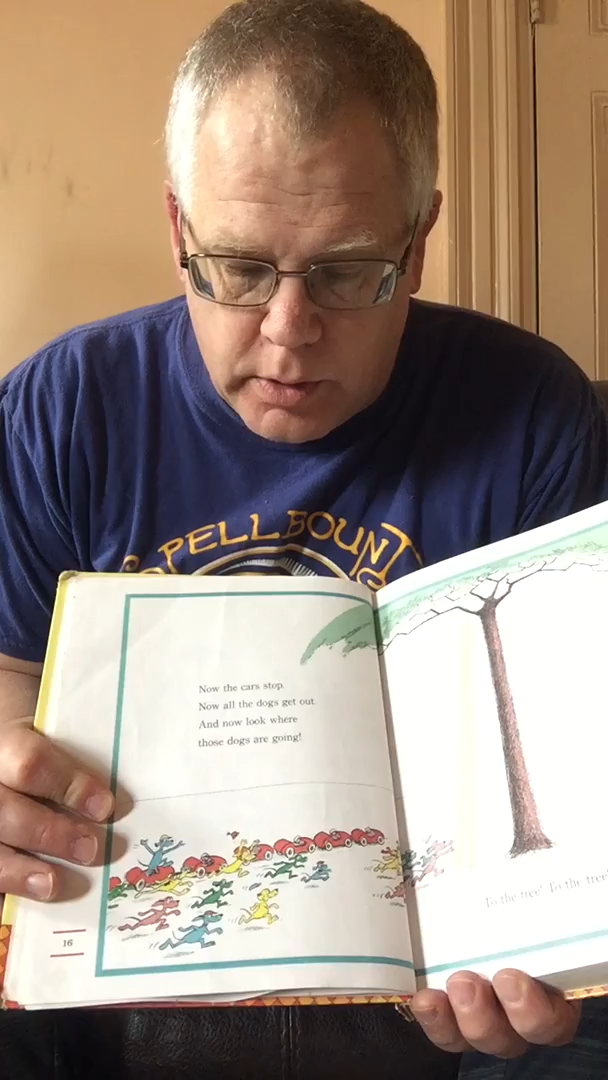 SPELLBOUND
Now the cars stop.
Now all the dogs get out.
And now look where
those dogs are going!
16
To the tree! To the tree!